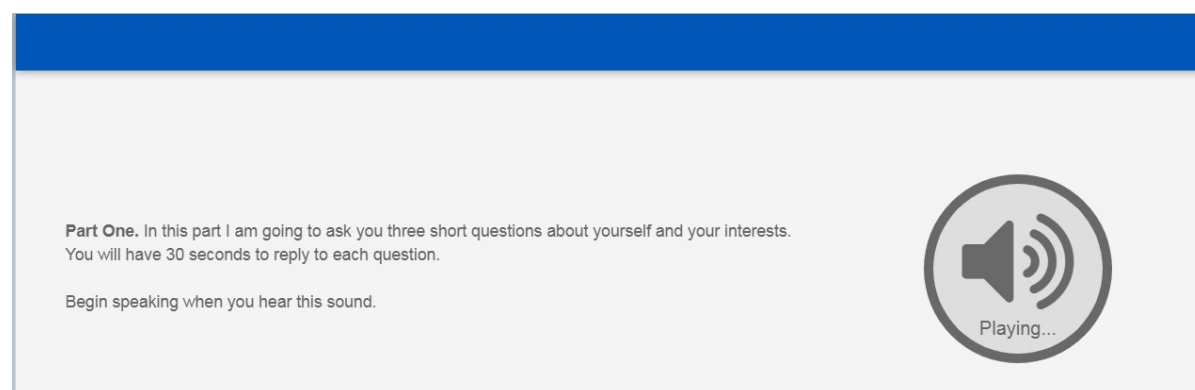 Part One. In this part I am going to ask you three short questions about yourself and your interests.
You will have 30 seconds to reply to each question.
Begin speaking when you hear this sound.
Playing...